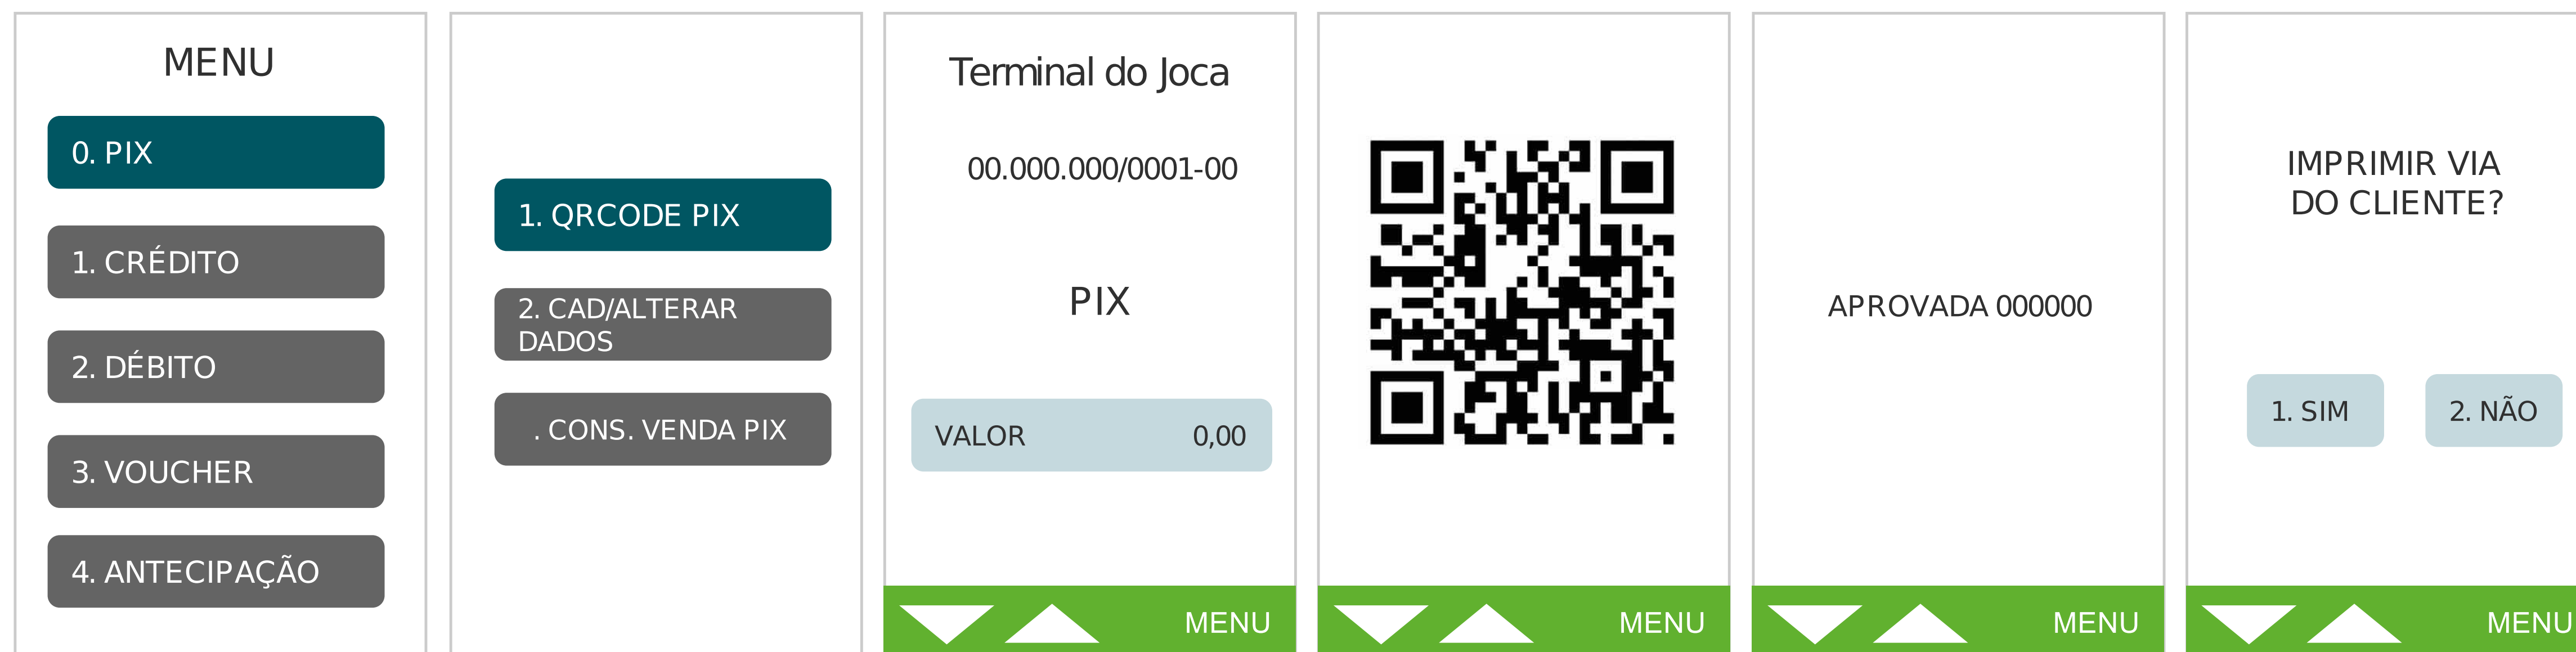 MENU
0. PIX
1. CRÉDITO
2. DÉBITO
3. VOUCHER
4. ANTECIPAÇÃO
1. QRCODE PIX
2. CAD/ALTERAR
DADOS
. CONS. VENDA PIX
Terminal do Joca
00.000.000/0001-00
PIX
VALOR 0,00
MENU
MENU
APROVADA 000000
MENU
IMPRIMIR VIA
DO CLIENTE?
1. SIM 2. NÃO
MENU